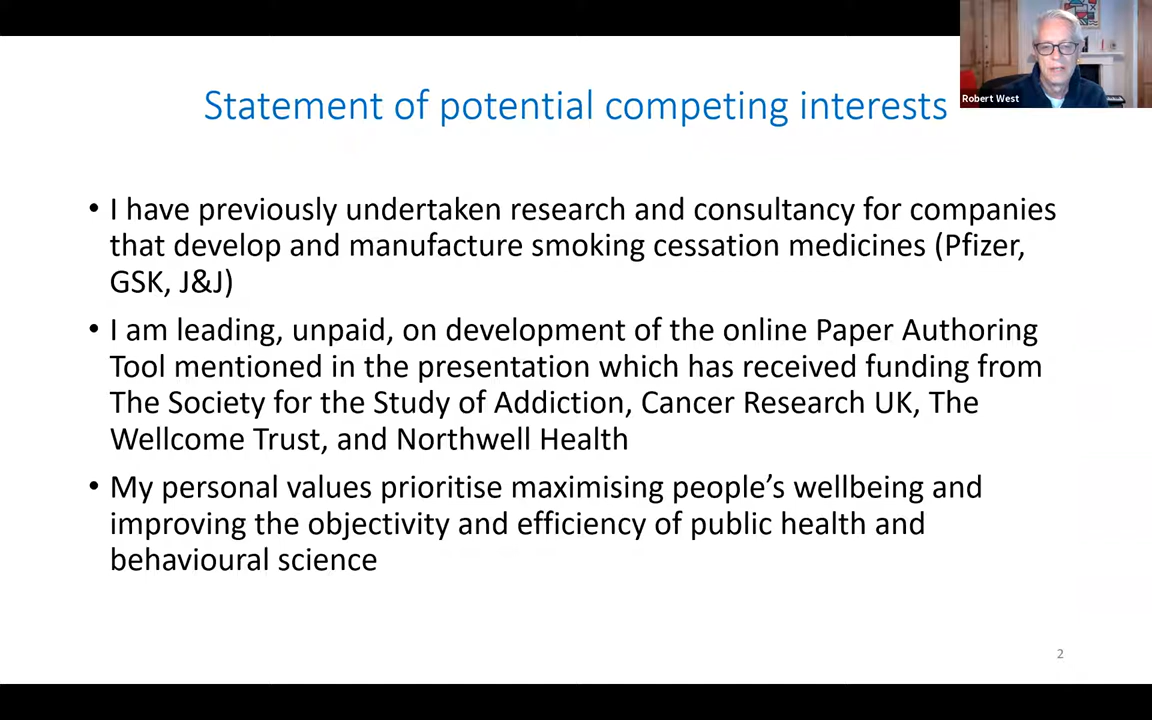 Statement of potential competing interests
Robert West
• I have previously undertaken research and consultancy for companies
that develop and manufacture smoking cessation medicines (Pfizer,
GSK, J&J)
• I am leading, unpaid, on development of the online Paper Authoring
Tool mentioned in the presentation which has received funding from
The Society for the Study of Addiction, Cancer Research UK, The
Wellcome Trust, and Northwell Health
• My personal values prioritise maximising people’s wellbeing and
improving the objectivity and efficiency of public health and
behavioural science
2